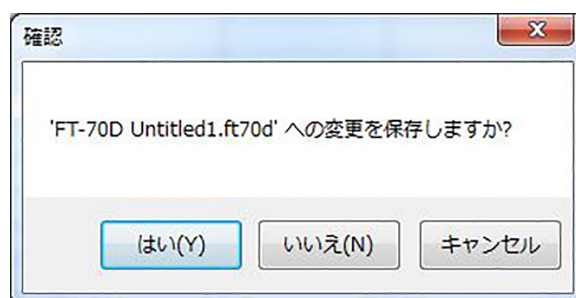 確認
'FT-70D Untitled1.ft70d' への変更を保存しますか?
はい(Y) いいえ(N) キャンセル